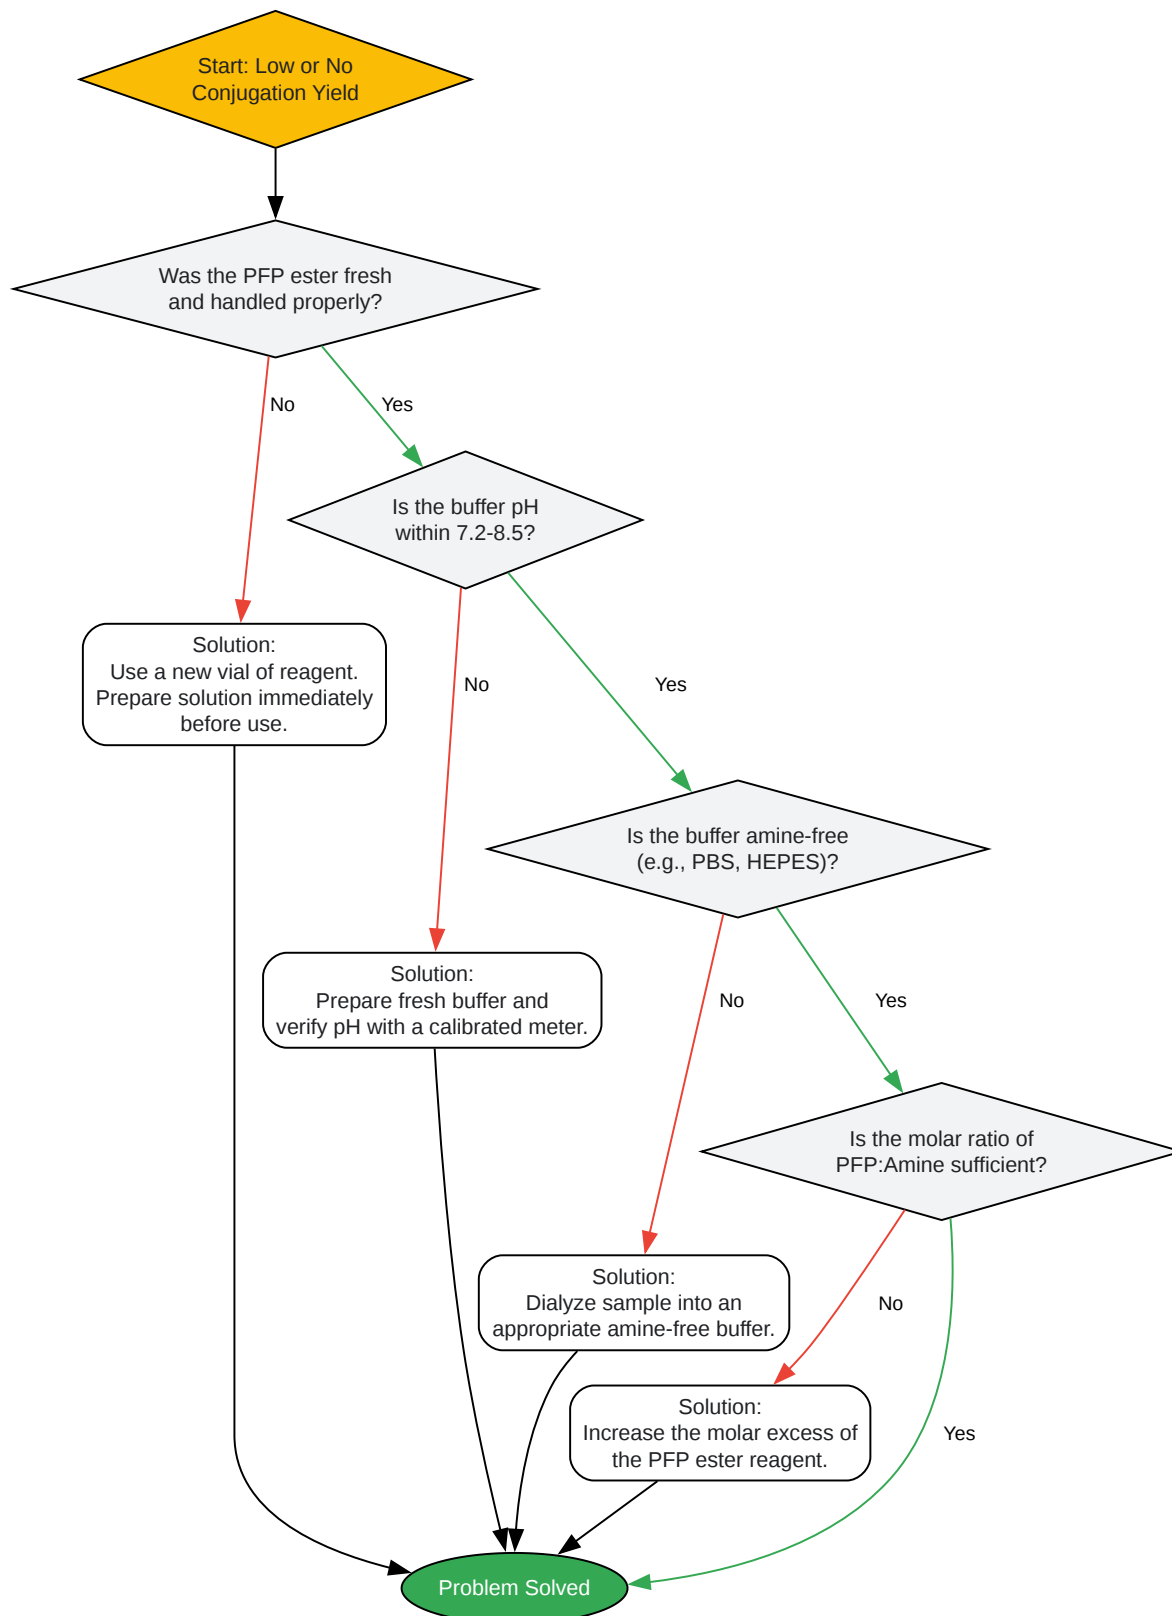 Start: Low or No
Conjugation Yield
Was the PFP ester fresh
and handled properly?
No
Yes
Is the buffer pH
within 7.2-8.5?
Solution:
Use a new vial of reagent.
Prepare solution immediately
before use.
No
Yes
Is the buffer amine-free
(e.g., PBS, HEPES)?
Solution:
Prepare fresh buffer and
verify pH with a calibrated meter.
No
Yes
Is the molar ratio of
PFP:Amine sufficient?
Solution:
Dialyze sample into an
appropriate amine-free buffer.
No
Yes
Solution:
Increase the molar excess of
the PFP ester reagent.
Problem Solved